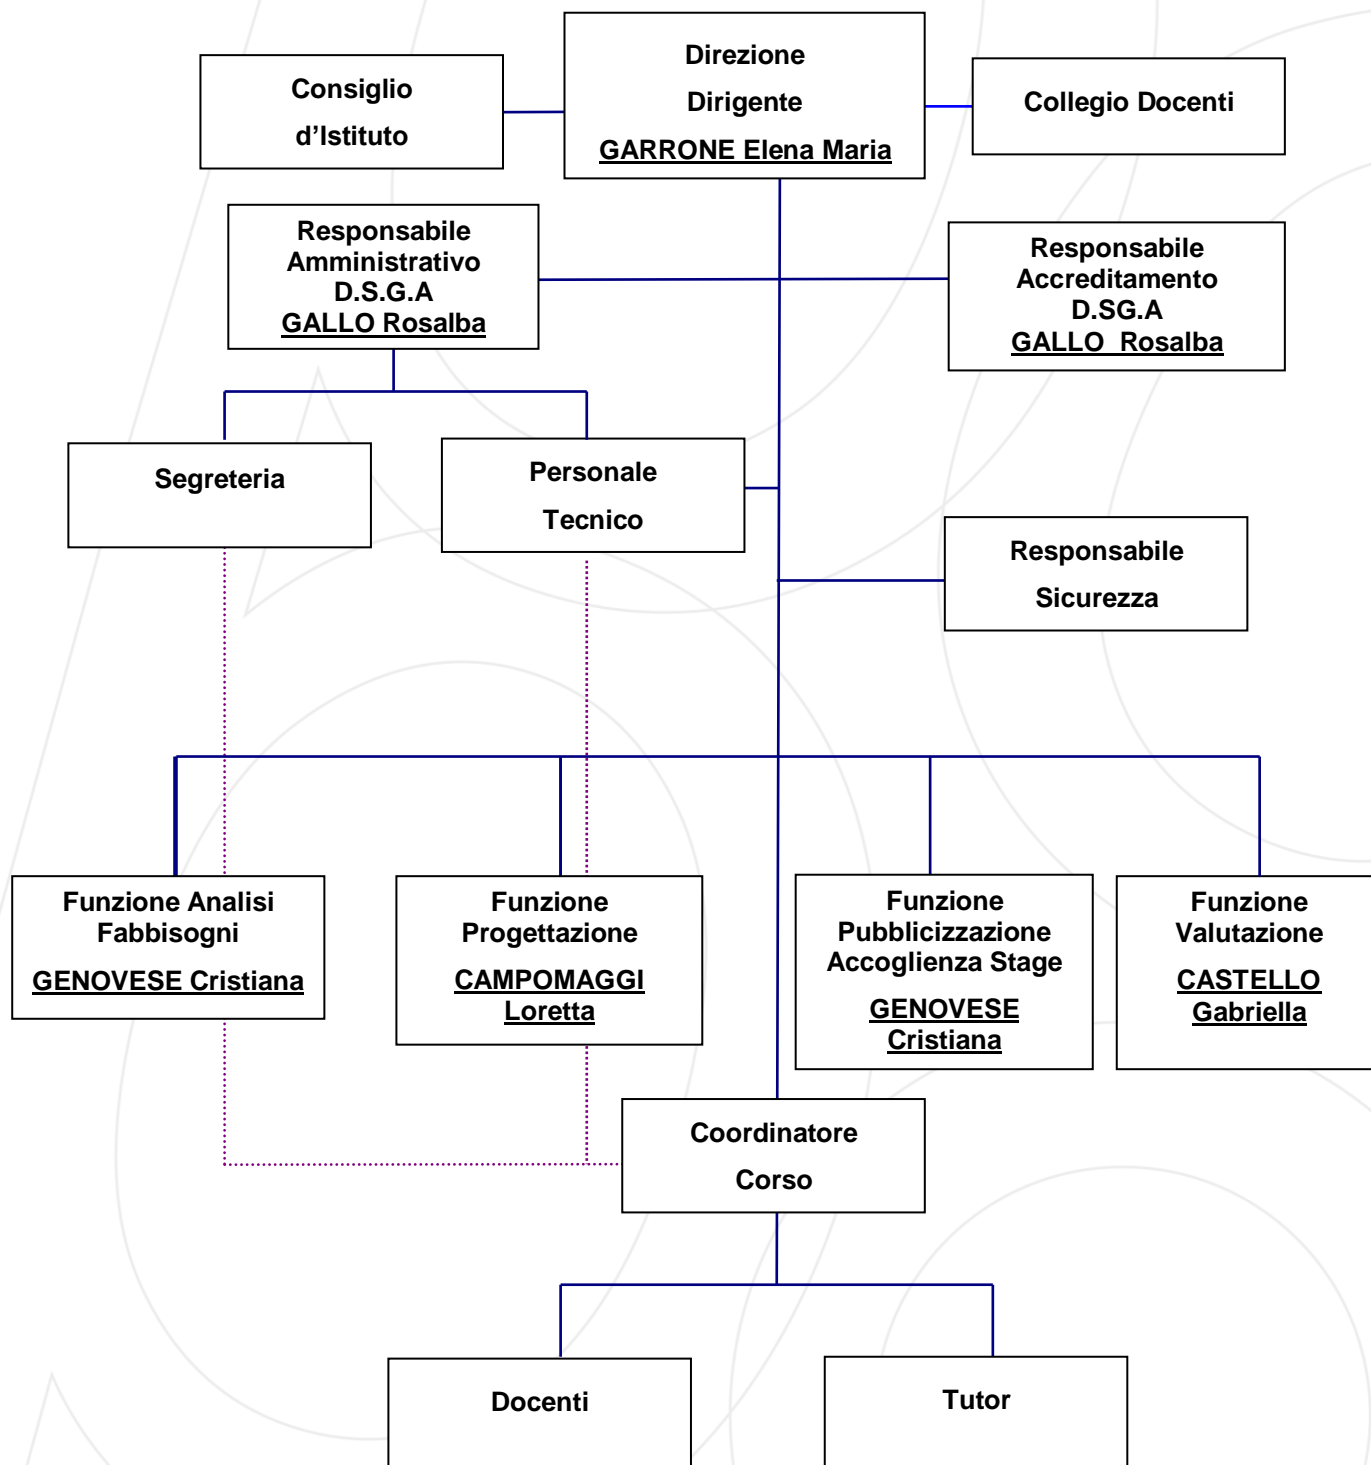 Direzione
Dirigente
GARRONE Elena Maria
Consiglio
d’Istituto
Collegio Docenti
Responsabile
Amministrativo
D.S.G.A
GALLO Rosalba
Responsabile
Accreditamento
D.SG.A
GALLO  Rosalba
Segreteria
Personale
Tecnico
Responsabile
Sicurezza
Funzione Analisi
Fabbisogni
GENOVESE Cristiana
Funzione
Progettazione
CAMPOMAGGI
Loretta
Funzione
Pubblicizzazione
Accoglienza Stage
GENOVESE
Cristiana
Funzione
Valutazione
CASTELLO
Gabriella
Coordinatore
Corso
Docenti
Tutor